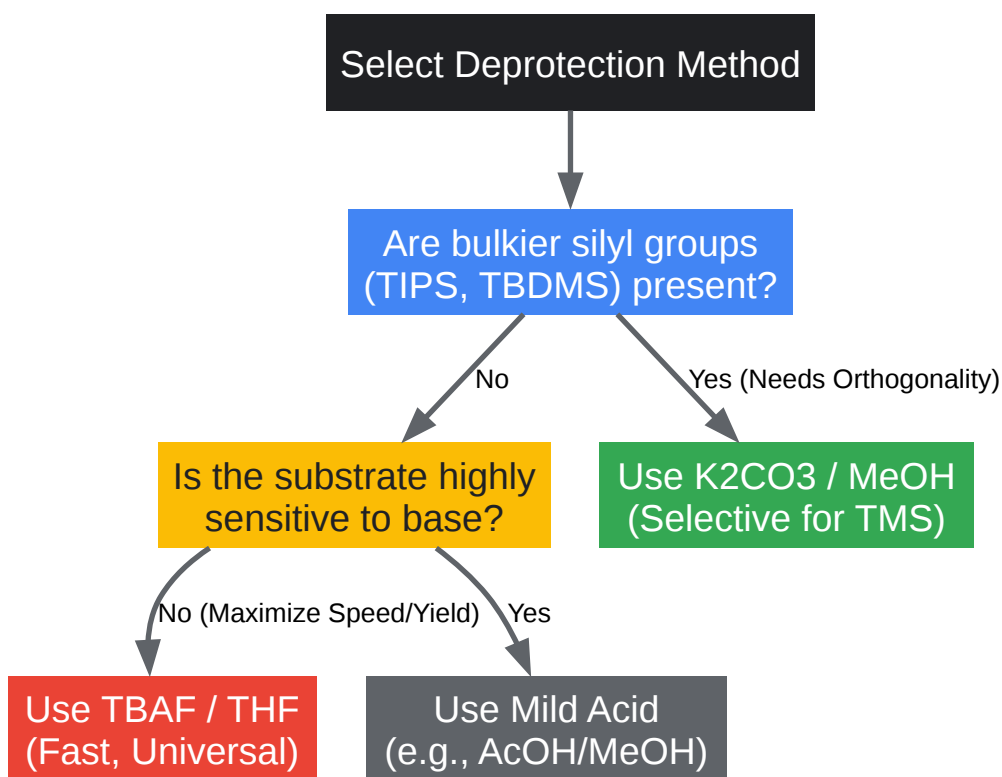 Select Deprotection Method
Are bulkier silyl groups
(TIPS, TBDMS) present?
No
Yes (Needs Orthogonality)
Is the substrate highly
sensitive to base?
Use K2CO3 / MeOH
(Selective for TMS)
No (Maximize Speed/Yield)
Yes
Use TBAF / THF
(Fast, Universal)
Use Mild Acid
(e.g., AcOH/MeOH)